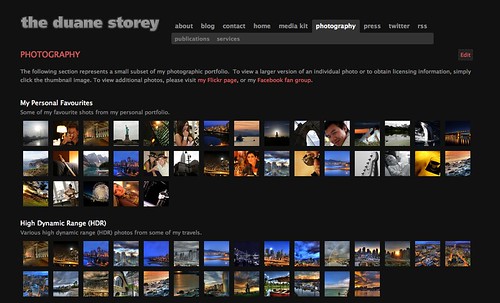 the duane storey
about blog contact home media kit photography press twitter rss
publications services
PHOTOGRAPHY
Edit
The following section represents a small subset of my photographic portfolio. To view a larger version of an individual photo or to obtain licensing information, simply
click the thumbnail image. To view additional photos, please visit my Flickr page, or my Facebook fan group.
My Personal Favourites
Some of my favourite shots from my personal portfolio.
High Dynamic Range (HDR)
Various high dynamic range (HDR) photos from some of my travels.